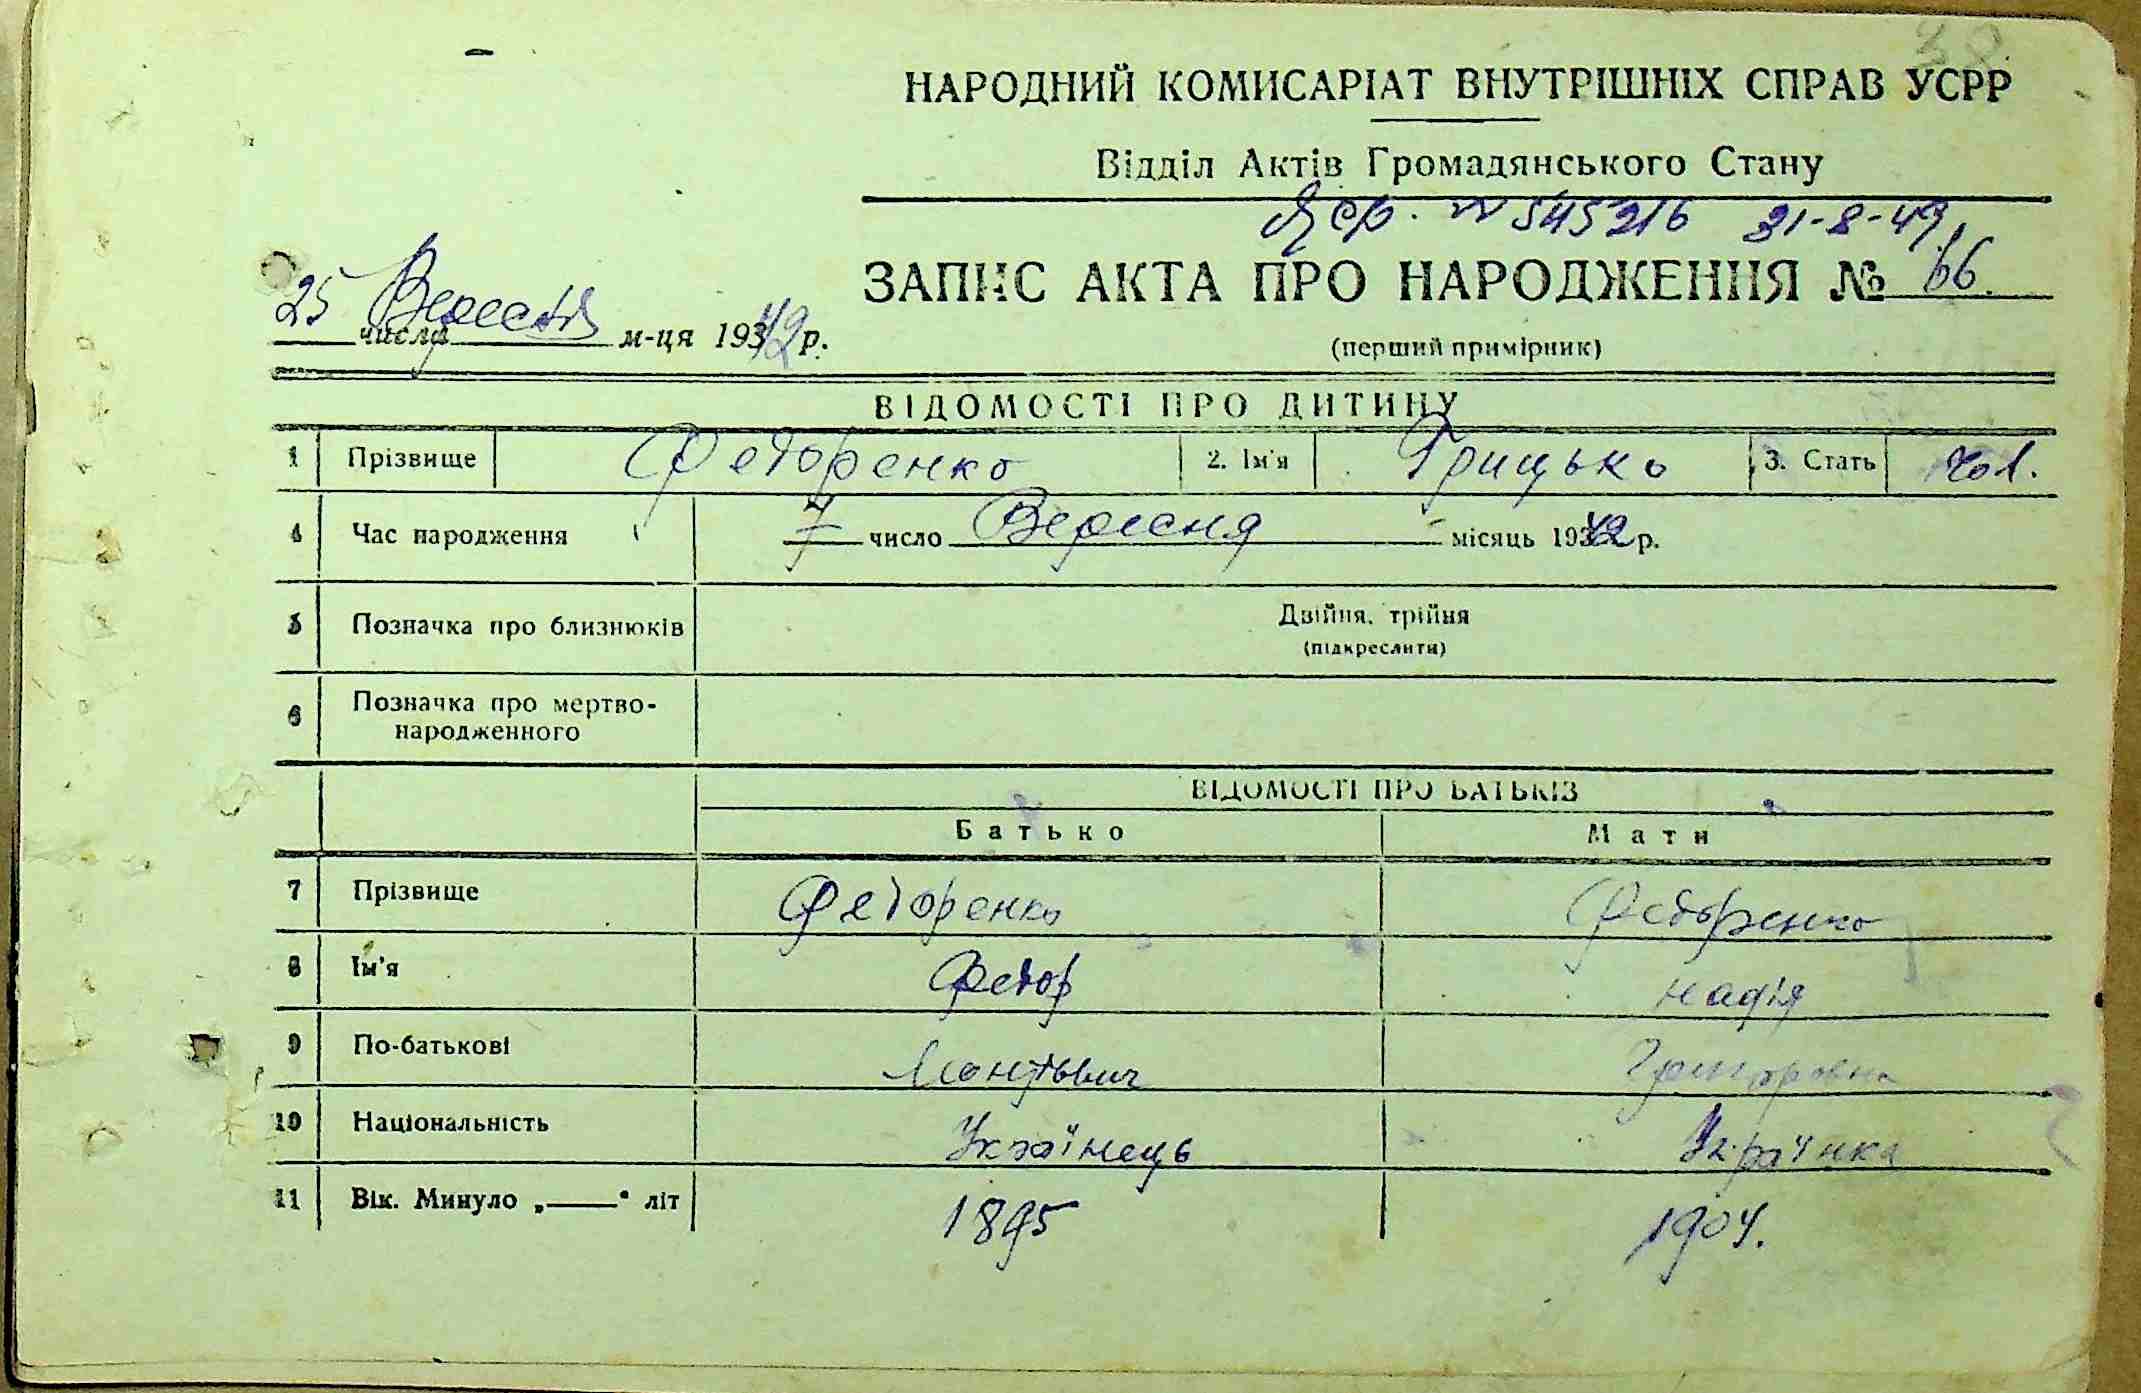 38
НАРОДНИЙ КОМИСАРІАТ ВНУТРІШНІХ СПРАВ УСРР
Відділ Актів Громадянського Стану
№ 545216 31-8-49
ЗАПИС АКТА ПРО НАРОДЖЕННЯ № 66.
25 числа Вересня м-ця 1942 р.
(перший примірник)
ВІДОМОСТІ ПРО ДИТИНУ
1 Прізвище Федоренко 2. Ім'я Грицько 3. Стать чол.
4 Час народження 7 число Вересня місяць 1942 р.
5 Позначка про близнюків Двійня, трійня
(підкреслити)
6 Позначка про мертво-
народженного
ВІДОМОСТІ ПРО БАТЬКІВ
Батько Мати
7 Прізвище Федоренко Федоренко
8 Ім'я Федор Надія
9 По-батькові Григоровна
10 Національність Українець Українка
11 Вік. Минуло „——“ літ 1895 1904.